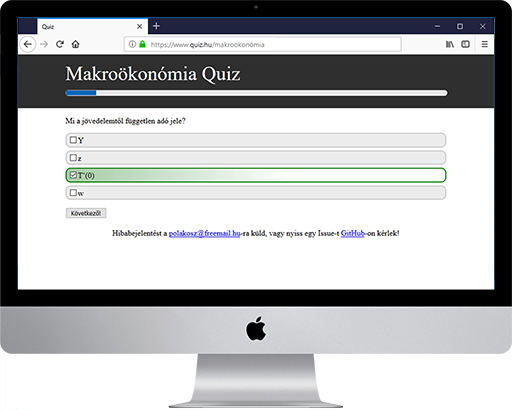 Quiz
https://www.quiz.hu/makroökonómia
Makroökonómia Quiz
Mi a jövedelemtől független adó jele?
Y
z
T'(0)
w
Következő!
Hibabejelentést a polakosz@freemail.hu-ra küld, vagy nyiss egy Issue-t GitHub-on kérlek!